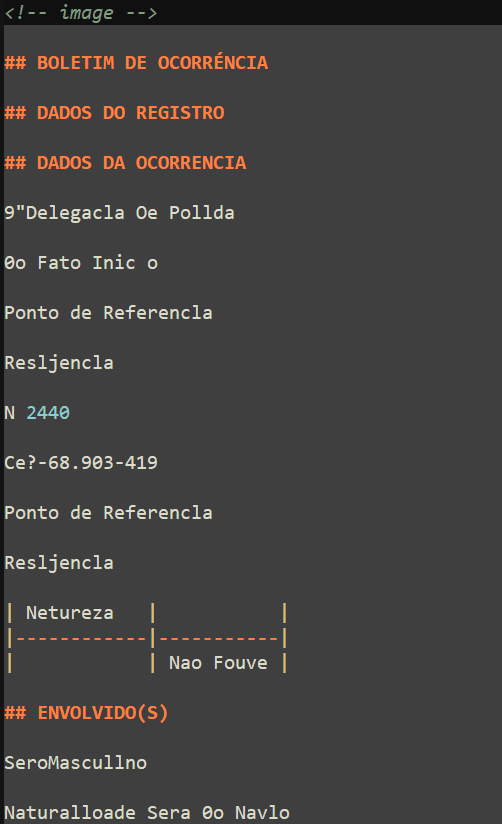 <!-- image -->
## BOLETIM DE OCORRÉNCIA
## DADOS DO REGISTRO
## DADOS DA OCORRENCIA
9"Delegacla Oe Pollda
0o Fato Inic o
Ponto de Referencla
Resljencla
N 2440
Ce?-68.903-419
Ponto de Referencla
Resljencla
| Netureza   |           |
|------------|-----------|
|            | Nao Fouve |
## ENVOLVIDO(S)
SeroMascullno
Naturalloade Sera 0o Navlo